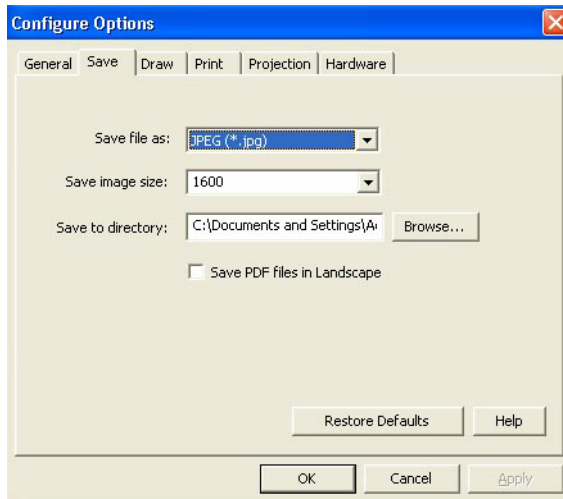 Configure Options
General Save Draw Print Projection Hardware
Save file as: JPEG (*.jpg)
Save image size: 1600
Save to directory: C:\Documents and Settings\A Browse...
Save PDF files in Landscape
Restore Defaults Help
OK Cancel Apply